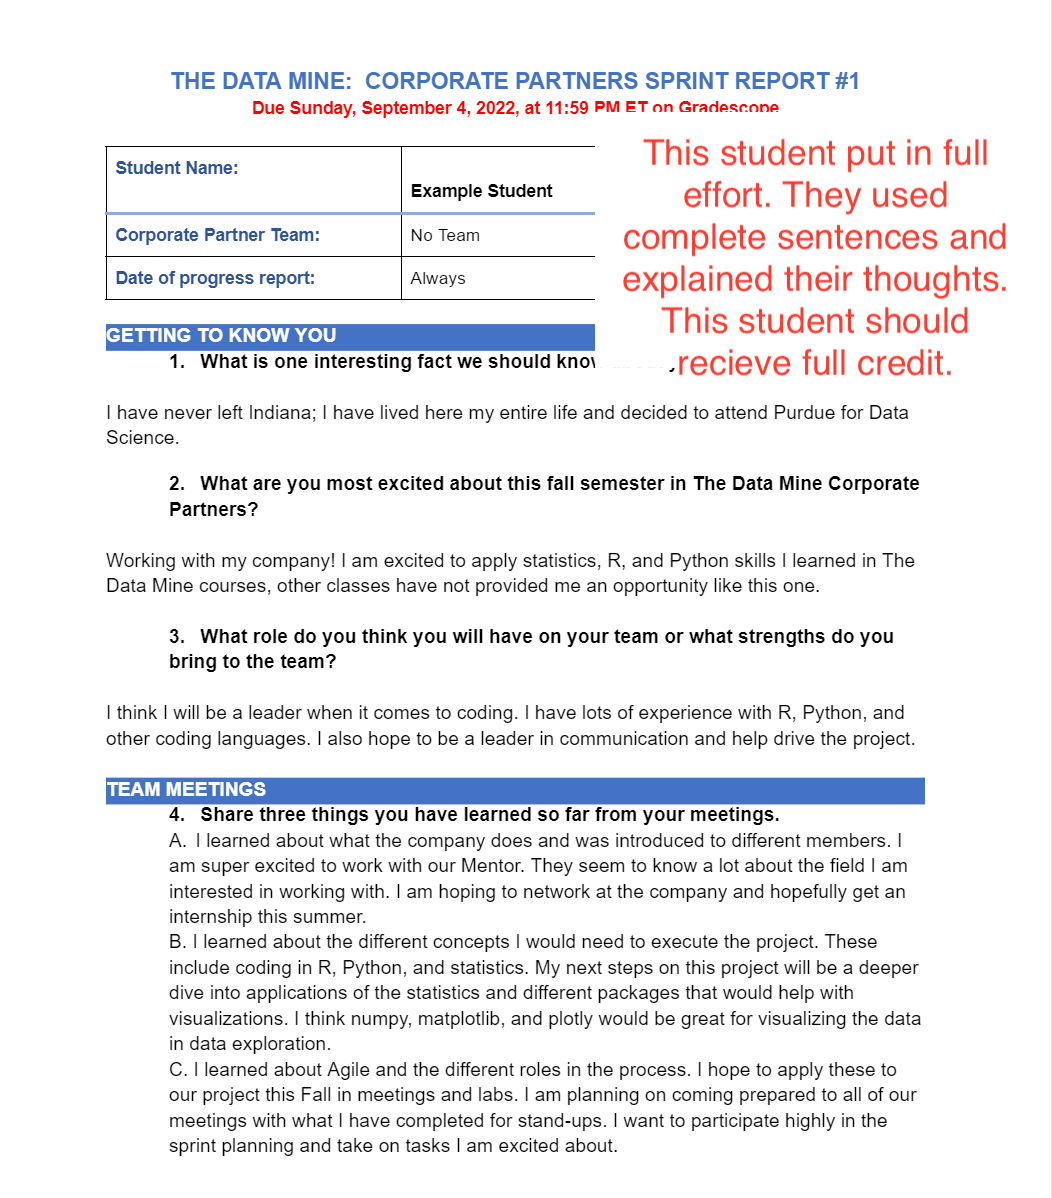 THE DATA MINE:  CORPORATE PARTNERS SPRINT REPORT #1
Due Sunday, September 4, 2022, at 11:59 PM ET on Gradescope
Student Name:
Example Student
Corporate Partner Team:
No Team
Date of progress report:
Always
This student put in full
effort. They used
complete sentences and
explained their thoughts.
This student should
recieve full credit.
GETTING TO KNOW YOU
1. What is one interesting fact we should know
I have never left Indiana; I have lived here my entire life and decided to attend Purdue for Data
Science.
2. What are you most excited about this fall semester in The Data Mine Corporate
Partners?
Working with my company! I am excited to apply statistics, R, and Python skills I learned in The
Data Mine courses, other classes have not provided me an opportunity like this one.
3. What role do you think you will have on your team or what strengths do you
bring to the team?
I think I will be a leader when it comes to coding. I have lots of experience with R, Python, and
other coding languages. I also hope to be a leader in communication and help drive the project.
TEAM MEETINGS
4. Share three things you have learned so far from your meetings.
A. I learned about what the company does and was introduced to different members. I
am super excited to work with our Mentor. They seem to know a lot about the field I am
interested in working with. I am hoping to network at the company and hopefully get an
internship this summer.
B. I learned about the different concepts I would need to execute the project. These
include coding in R, Python, and statistics. My next steps on this project will be a deeper
dive into applications of the statistics and different packages that would help with
visualizations. I think numpy, matplotlib, and plotly would be great for visualizing the data
in data exploration.
C. I learned about Agile and the different roles in the process. I hope to apply these to
our project this Fall in meetings and labs. I am planning on coming prepared to all of our
meetings with what I have completed for stand-ups. I want to participate highly in the
sprint planning and take on tasks I am excited about.